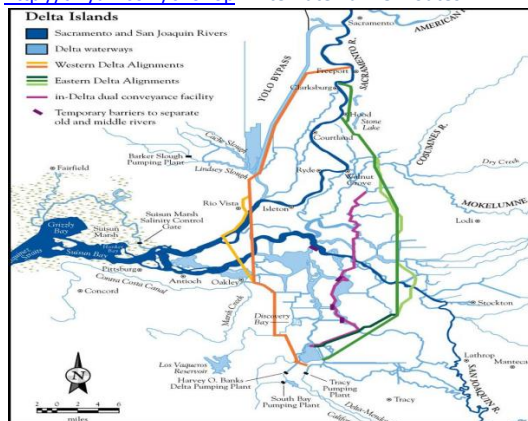 Delta Islands
Sacramento and San Joaquin Rivers
Delta waterways
Western Delta Alignments
Eastern Delta Alignments
in-Delta dual conveyance facility
Temporary barriers to separate
old and middle rivers
Sacramento
AMERICAN
SACRAMENTO R.
YOLO BYPASS
Freeport
Clarksburg
Hood
Stone
Lake
COSUMNES R.
Courtland
Cache Slough
Barker Slough
Pumping Plant
Lindsey Slough
Dry Creek
Fairfield
Ryde
Walnut
Grove
MOKELUMNE
Rio Vista
Isleton
Lodi
Suisun Marsh
Salinity Control
Gate
Suisun
Marsh
Grizzly
Bay
Suisun Bay
Pittsburg
Antioch
Oakley
Contra Costa Canal
Concord
Marsh Creek
Discovery
Bay
Stockton
Los Vaqueros
Reservoir
Lathrop
Manteca
SAN JOAQUIN R.
N
Harvey O. Banks
Delta Pumping Plant
Tracy
Pumping Plant
South Bay
Pumping Plant
Tracy
miles